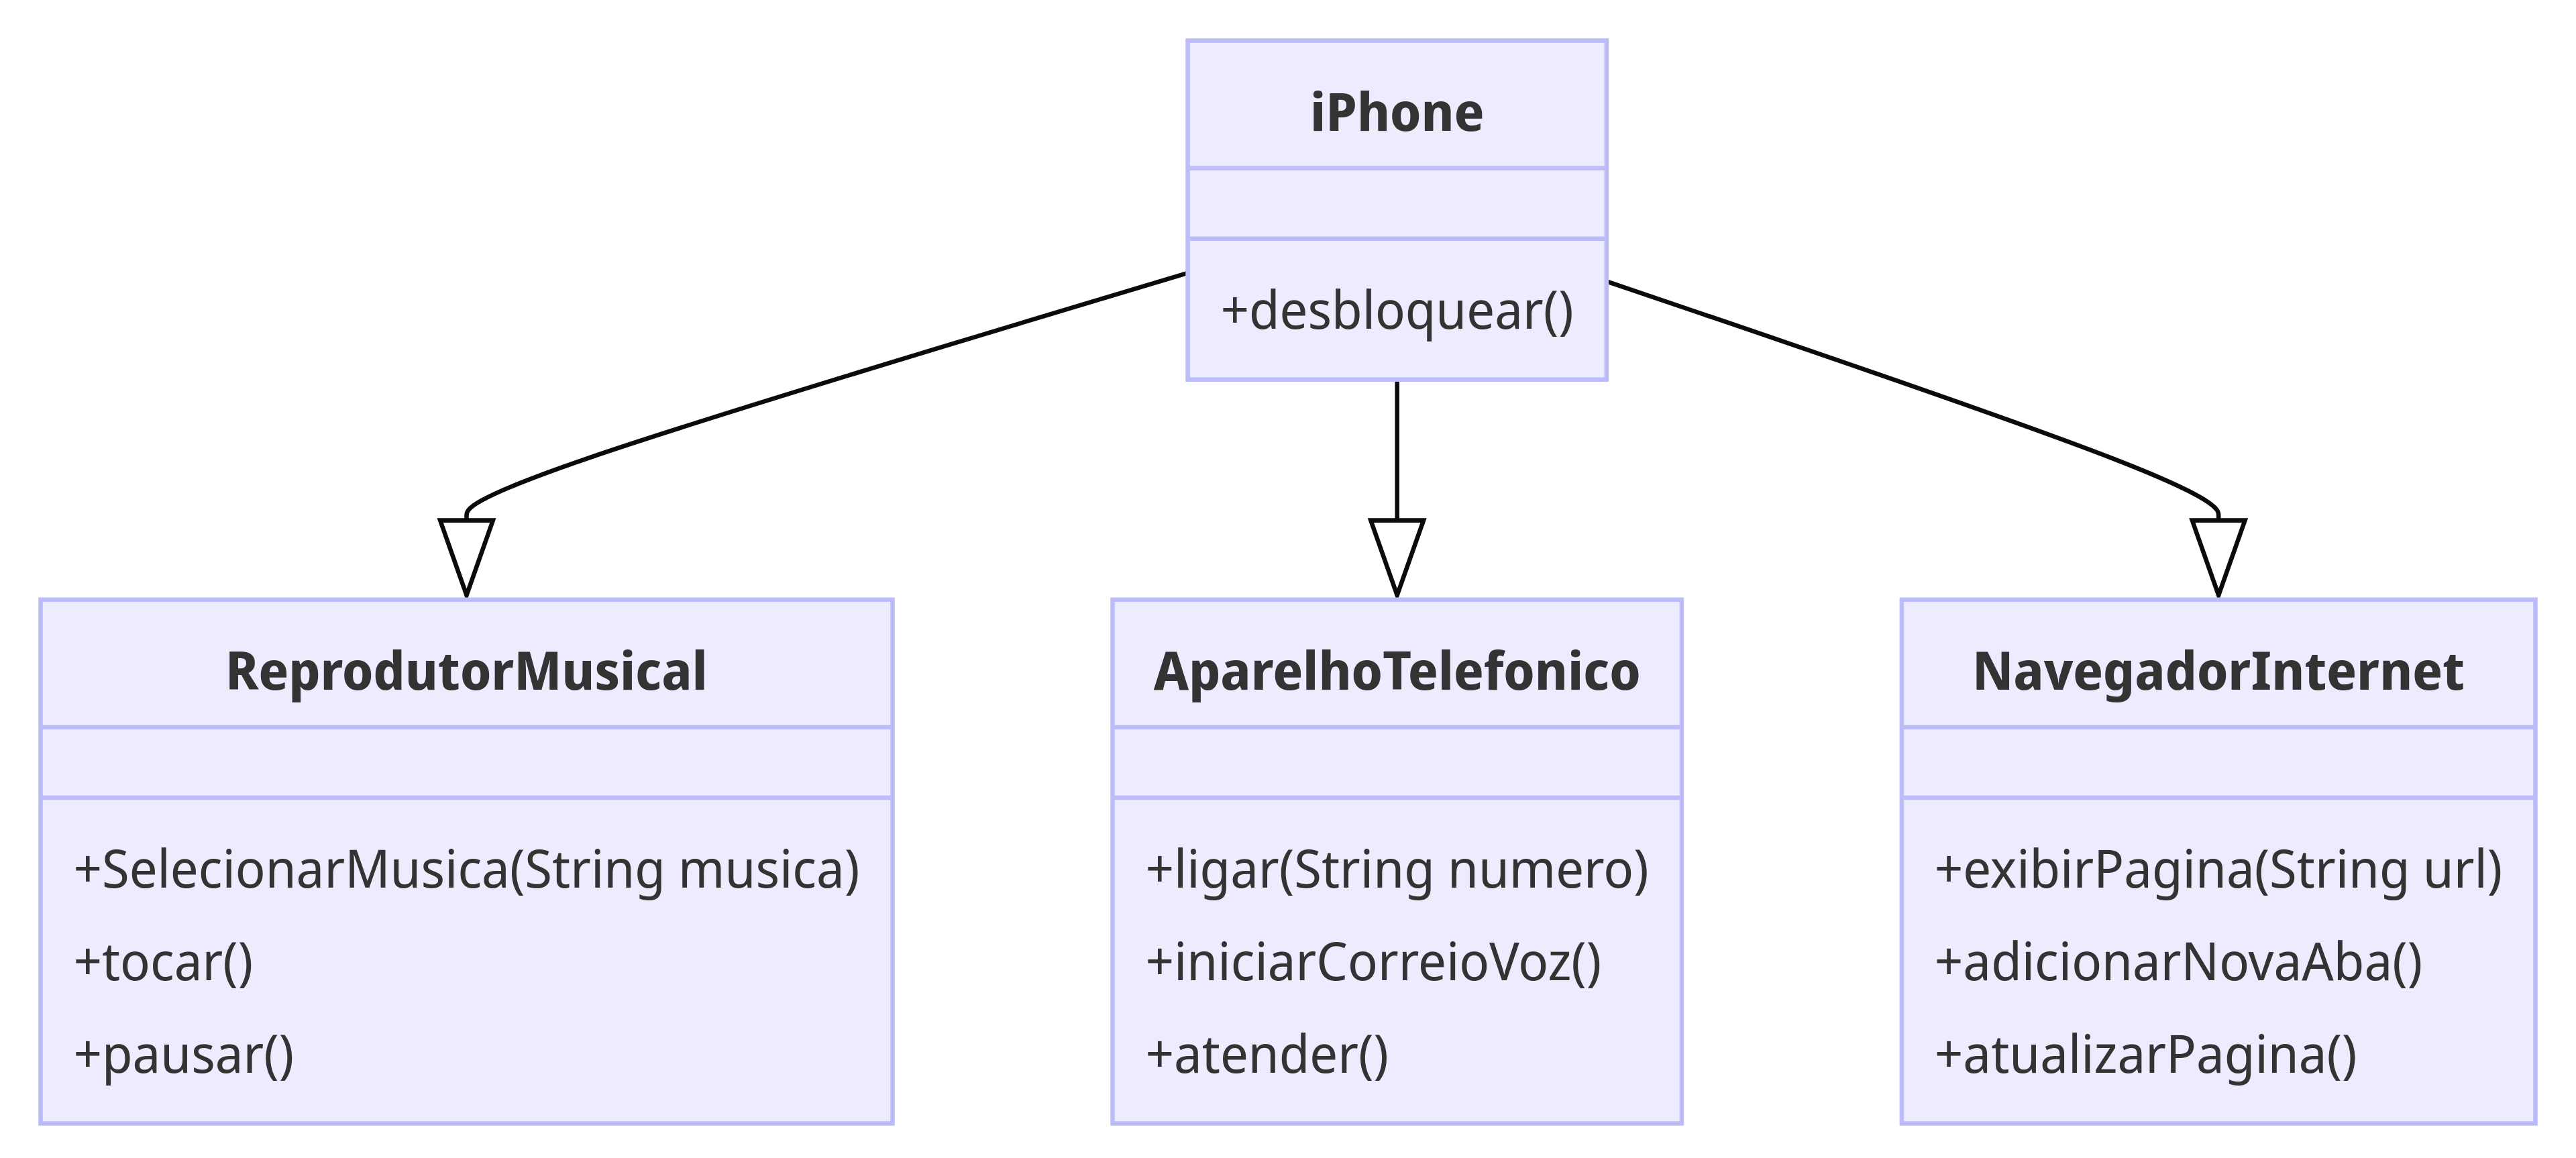 iPhone
+desbloquear()
ReprodutorMusical
+SelecionarMusica(String musica)
+tocar()
+pausar()
AparelhoTelefonico
+ligar(String numero)
+iniciarCorreioVoz()
+atender()
NavegadorInternet
+exibirPagina(String url)
+adicionarNovaAba()
+atualizarPagina()